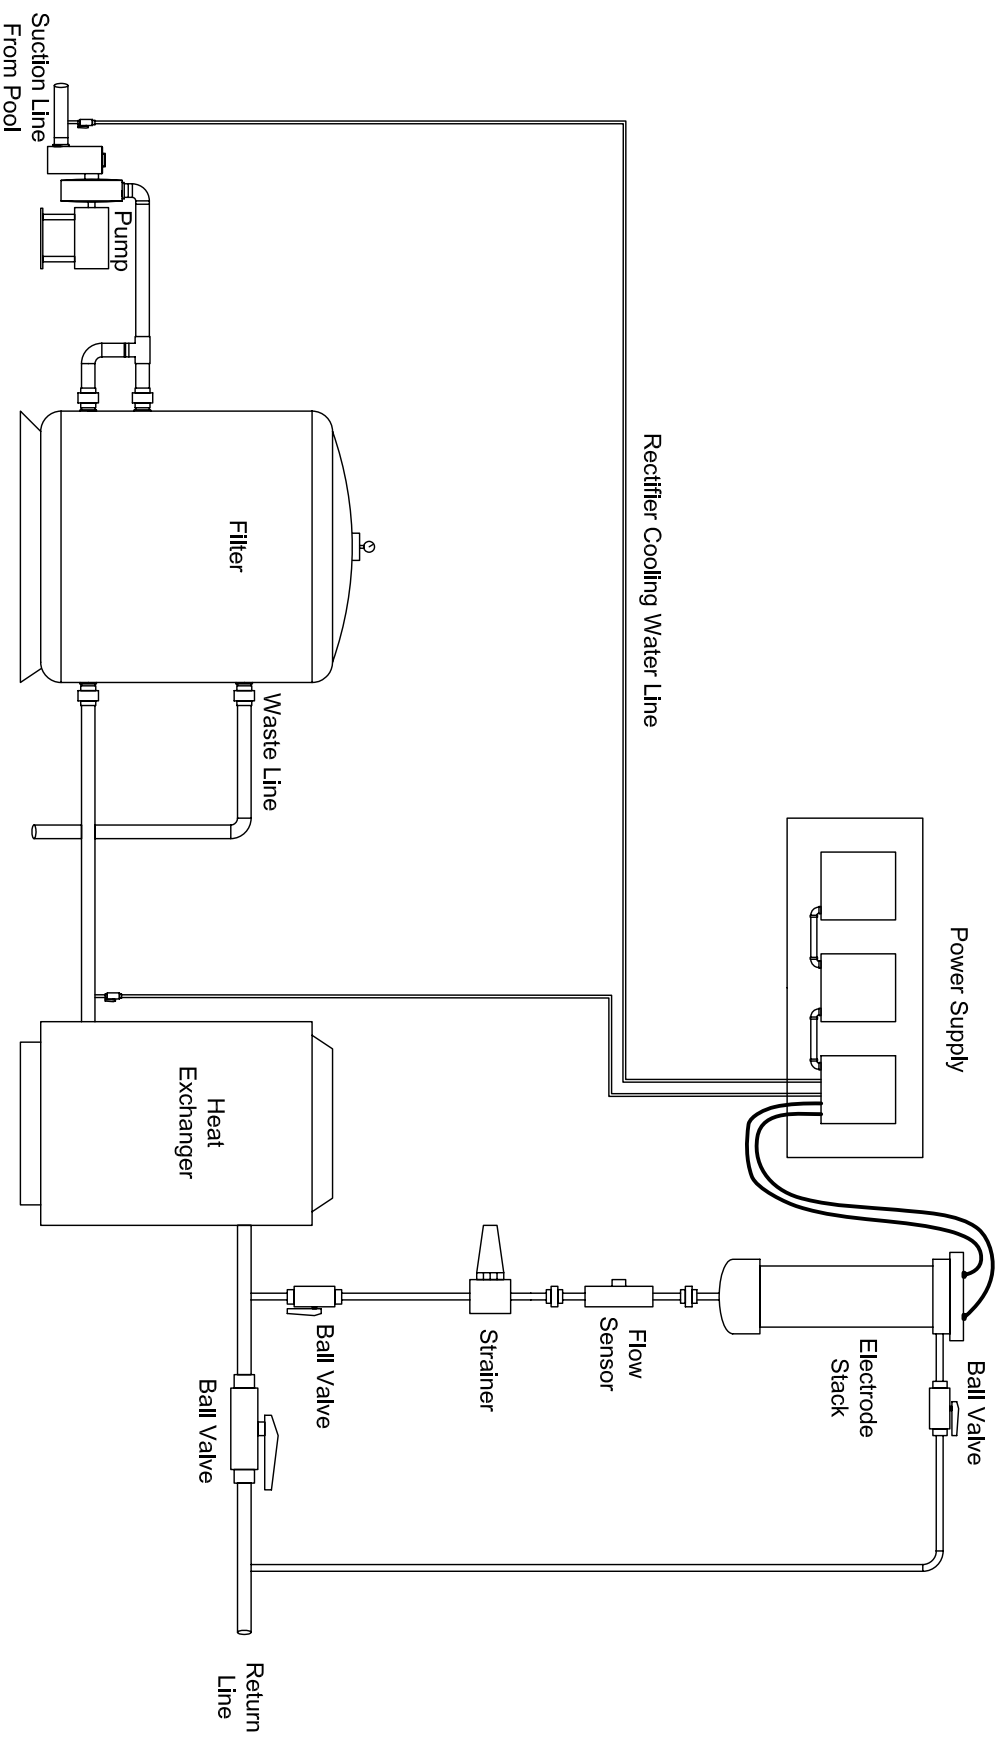 Power Supply
Ball Valve
Electrode
Stack
Rectifier Cooling Water Line
Flow
Sensor
Strainer
Ball Valve
Waste Line
Filter
Heat
Exchanger
Ball Valve
Return
Line
Pump
Suction Line
From Pool